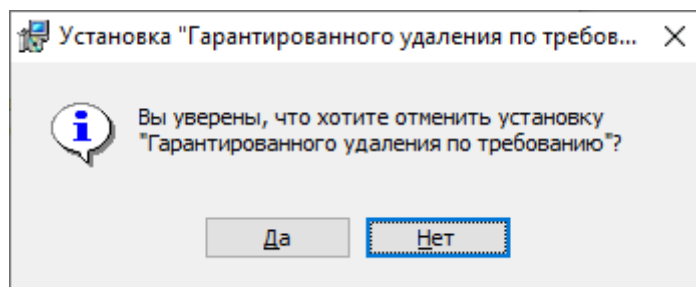 Установка "Гарантированного удаления по требов...
Вы уверены, что хотите отменить установку
"Гарантированного удаления по требованию"?
Да
Нет